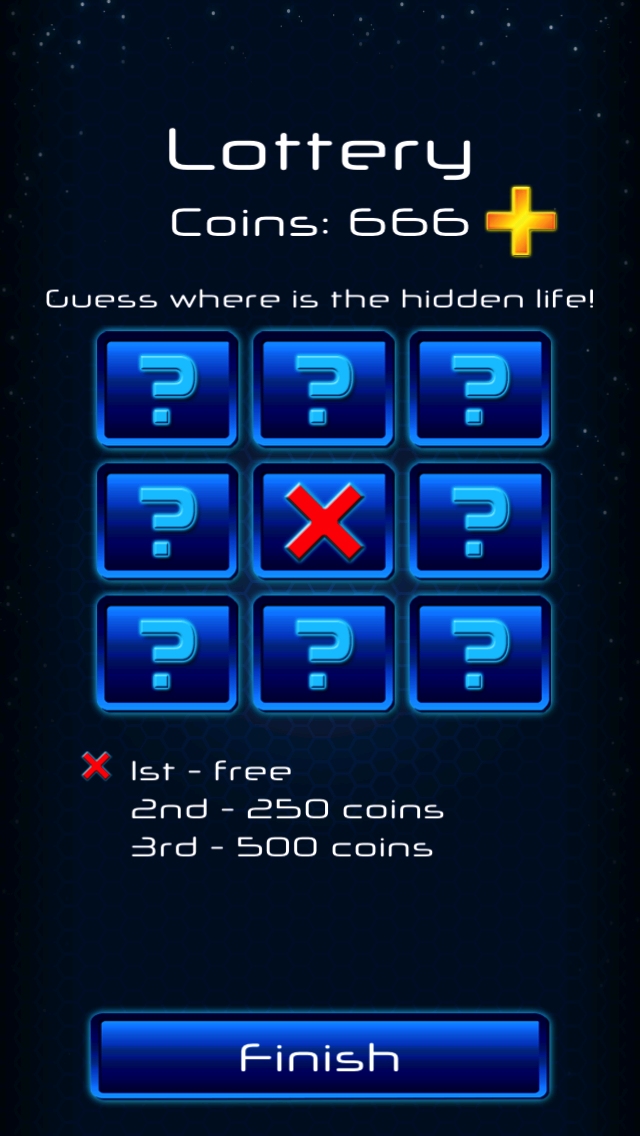 Lottery
Coins: 666
Guess where is the hidden life!
? ? ?
? ?
? ? ?
1st - free
2nd - 250 coins
3rd - 500 coins
Finish